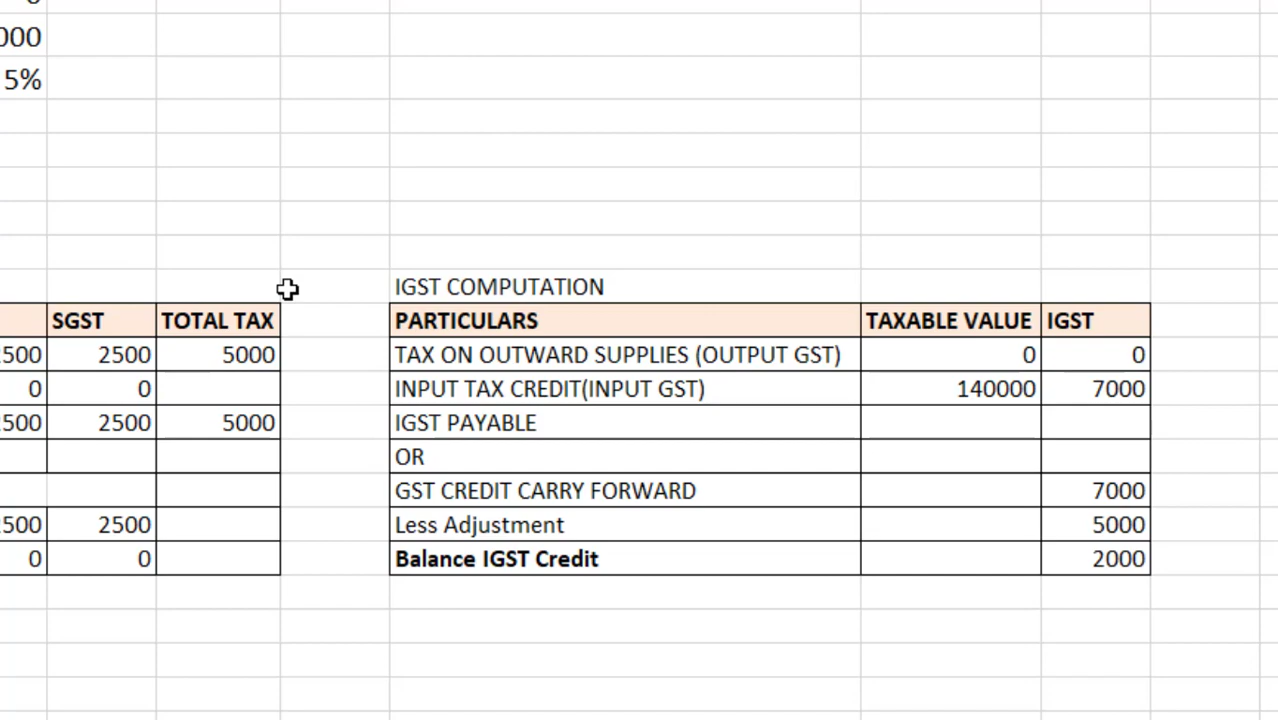 5%
IGST COMPUTATION
SGST TOTAL TAX PARTICULARS TAXABLE VALUE IGST
2500 5000 TAX ON OUTWARD SUPPLIES (OUTPUT GST) 0 0
0 0 INPUT TAX CREDIT(INPUT GST) 140000 7000
2500 5000 IGST PAYABLE
OR
GST CREDIT CARRY FORWARD 7000
2500 Less Adjustment 5000
0 0 Balance IGST Credit 2000